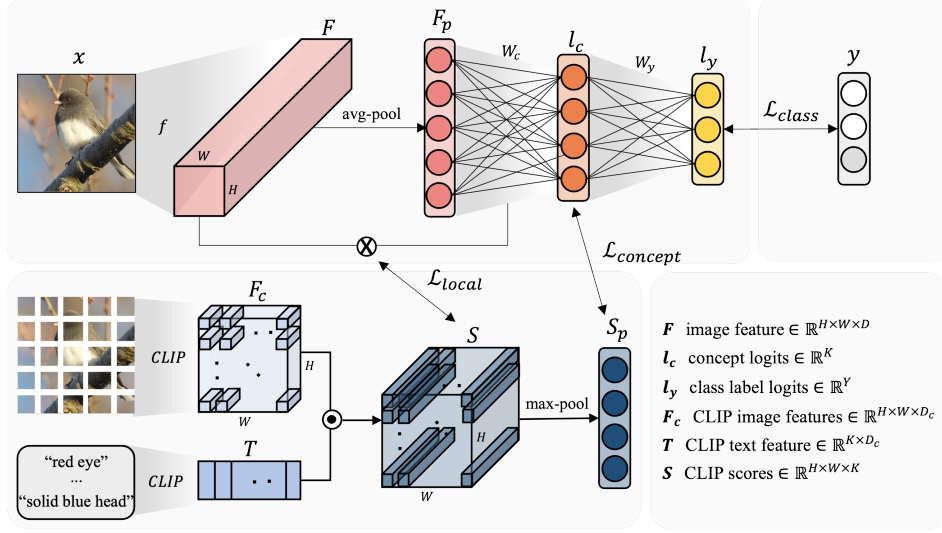 x
f
F
W
H
avg-pool
F_p
W_c
l_c
W_y
l_y
ℒ_class
y
X
ℒ_local
ℒ_concept
CLIP
F_c
H
W
S
H
W
max-pool
S_p
"red eye"
...
"solid blue head"
CLIP
T
F image feature ∈ ℝ^{H×W×D}
l_c concept logits ∈ ℝ^K
l_y class label logits ∈ ℝ^Y
F_c CLIP image features ∈ ℝ^{H×W×D_c}
T CLIP text feature ∈ ℝ^{K×D_c}
S CLIP scores ∈ ℝ^{H×W×K}